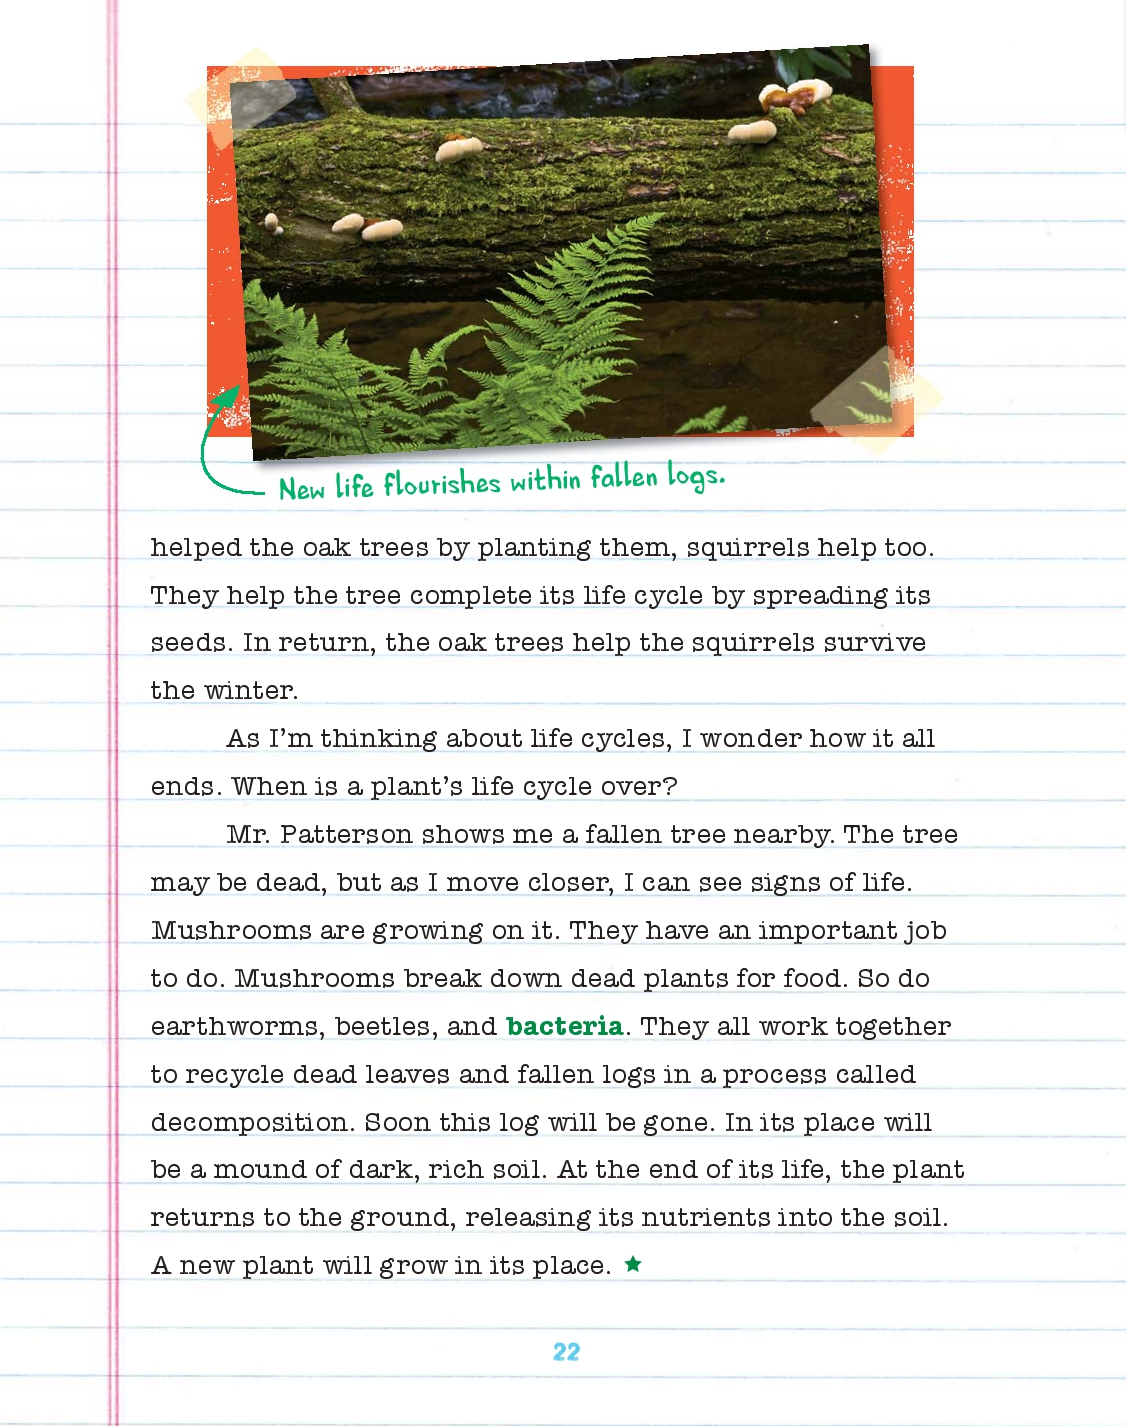 New life flourishes within fallen logs.
helped the oak trees by planting them, squirrels help too.
They help the tree complete its life cycle by spreading its
seeds. In return, the oak trees help the squirrels survive
the winter.
As I’m thinking about life cycles, I wonder how it all
ends. When is a plant’s life cycle over?
Mr. Patterson shows me a fallen tree nearby. The tree
may be dead, but as I move closer, I can see signs of life.
Mushrooms are growing on it. They have an important job
to do. Mushrooms break down dead plants for food. So do
earthworms, beetles, and bacteria. They all work together
to recycle dead leaves and fallen logs in a process called
decomposition. Soon this log will be gone. In its place will
be a mound of dark, rich soil. At the end of its life, the plant
returns to the ground, releasing its nutrients into the soil.
A new plant will grow in its place. ★
22